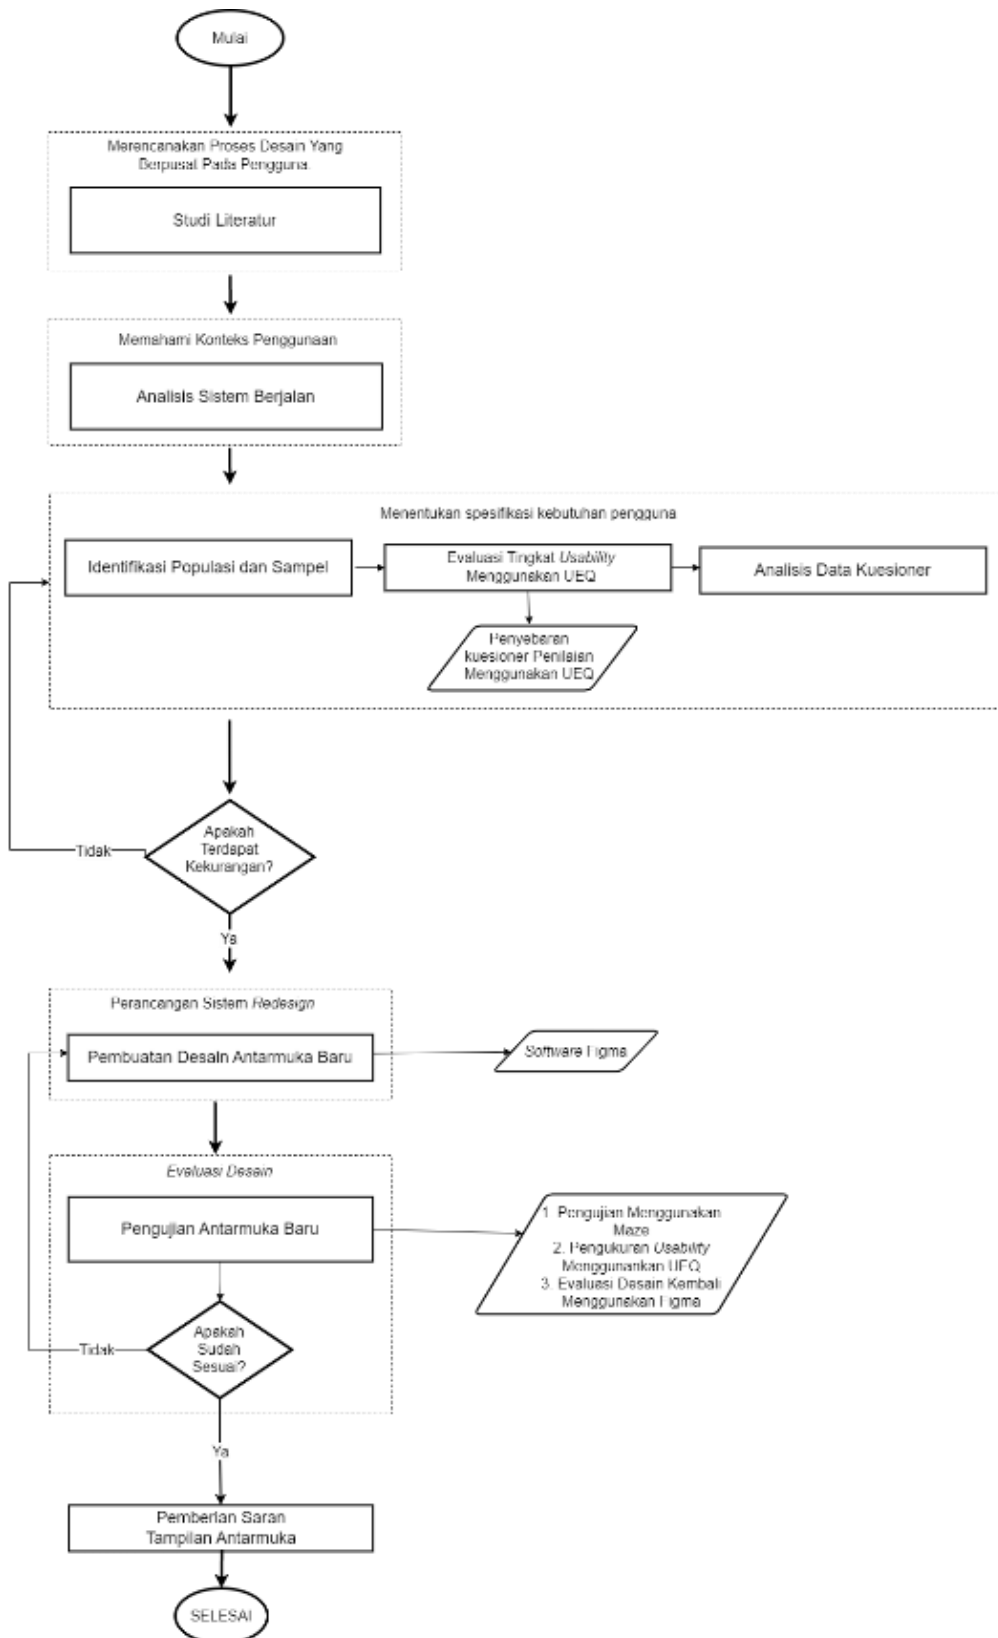 Mulai
Merencanakan Proses Desain Yang
Berpusat Pada Pengguna.
Studi Literatur
Memahami Konteks Penggunaan
Analisis Sistem Berjalan
Menentukan spesifikasi kebutuhan pengguna
Identifikasi Populasi dan Sampel
Evaluasi Tingkat Usability
Menggunakan UEQ
Analisis Data Kuesioner
Penyebaran
kuesioner Penilaian
Menggunakan UEQ
Apakah
Terdapat
Kekurangan?
Tidak
Ya
Perancangan Sistem Redesign
Pembuatan Desain Antarmuka Baru
Software Figma
Evaluasi Desain
Pengujian Antarmuka Baru
1. Pengujian Menggunakan
Maze
2. Pengukuran Usability
Menggunankan UEQ
3. Evaluasi Desain Kembali
Menggunakan Figma
Apakah
Sudah
Sesuai?
Tidak
Ya
Pemberian Saran
Tampilan Antarmuka
SELESAI